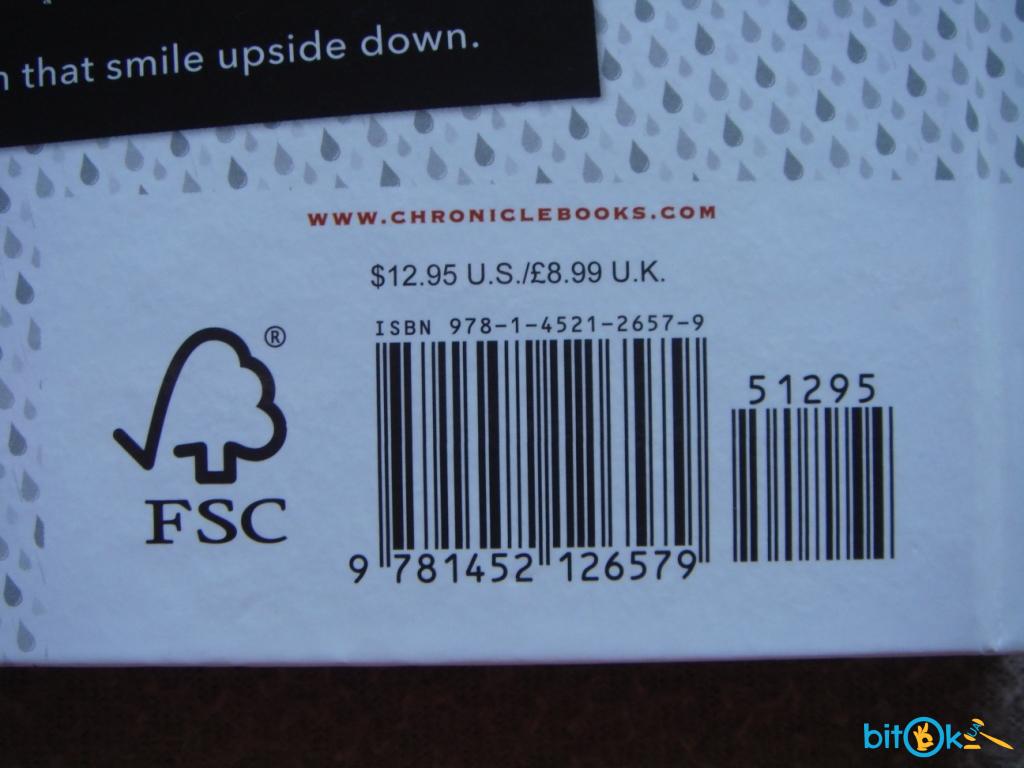 that smile upside down.
WWW.CHRONICLEBOOKS.COM
$12.95 U.S./£8.99 U.K.
ISBN 978-1-4521-2657-9
51295
®
FSC
9 781452 126579
bitok UA